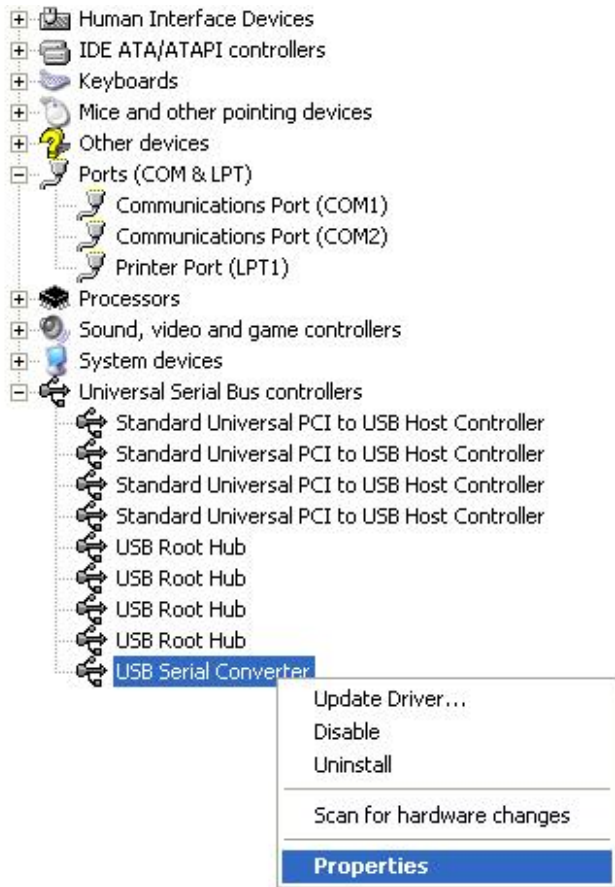 Human Interface Devices
IDE ATA/ATAPI controllers
Keyboards
Mice and other pointing devices
Other devices
Ports (COM & LPT)
Communications Port (COM1)
Communications Port (COM2)
Printer Port (LPT1)
Processors
Sound, video and game controllers
System devices
Universal Serial Bus controllers
Standard Universal PCI to USB Host Controller
Standard Universal PCI to USB Host Controller
Standard Universal PCI to USB Host Controller
Standard Universal PCI to USB Host Controller
USB Root Hub
USB Root Hub
USB Root Hub
USB Root Hub
USB Serial Converter
Update Driver...
Disable
Uninstall
Scan for hardware changes
Properties